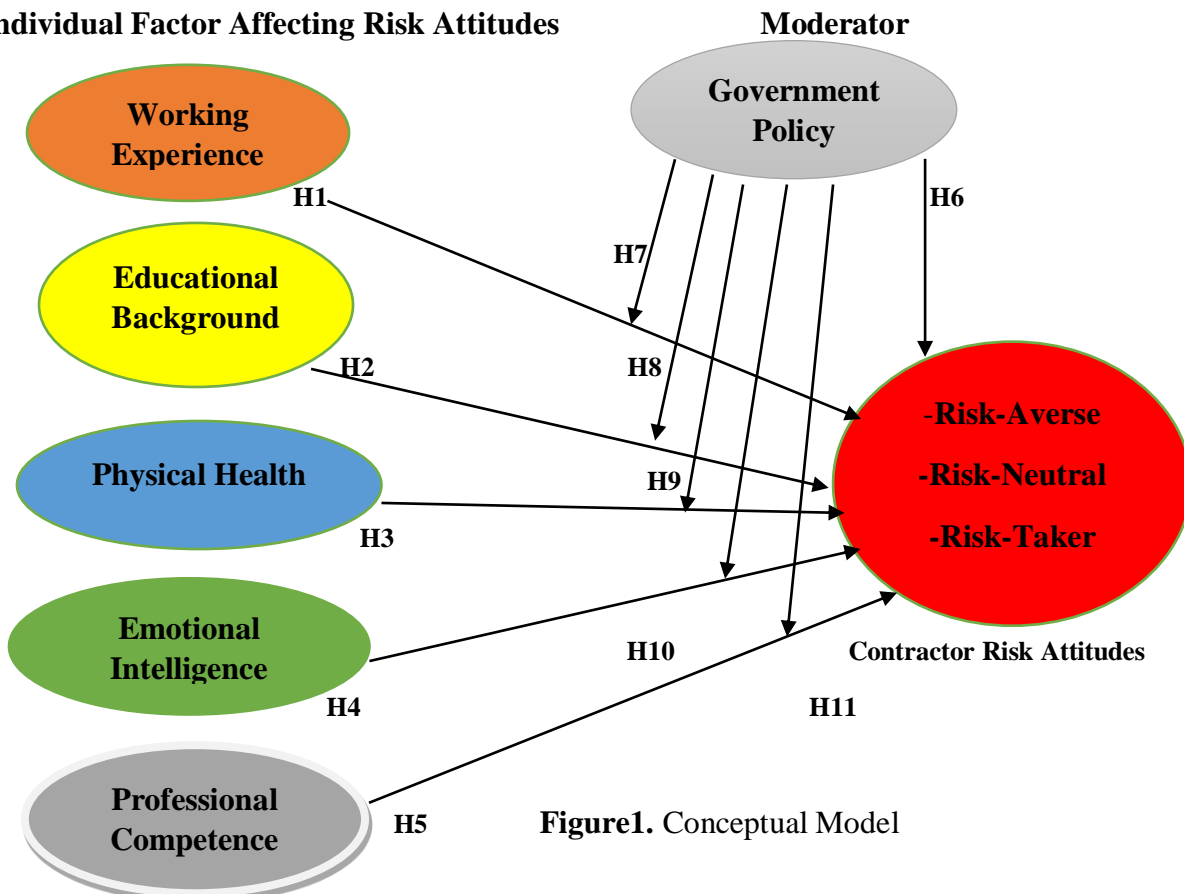 ndividual Factor Affecting Risk Attitudes
Moderator
Working
Experience
Government
Policy
H1
H6
H7
Educational
Background
H2
H8
-Risk-Averse
-Risk-Neutral
-Risk-Taker
Physical Health
H9
H3
Emotional
Intelligence
H10
Contractor Risk Attitudes
H4
H11
Professional
Competence
H5
Figure1. Conceptual Model